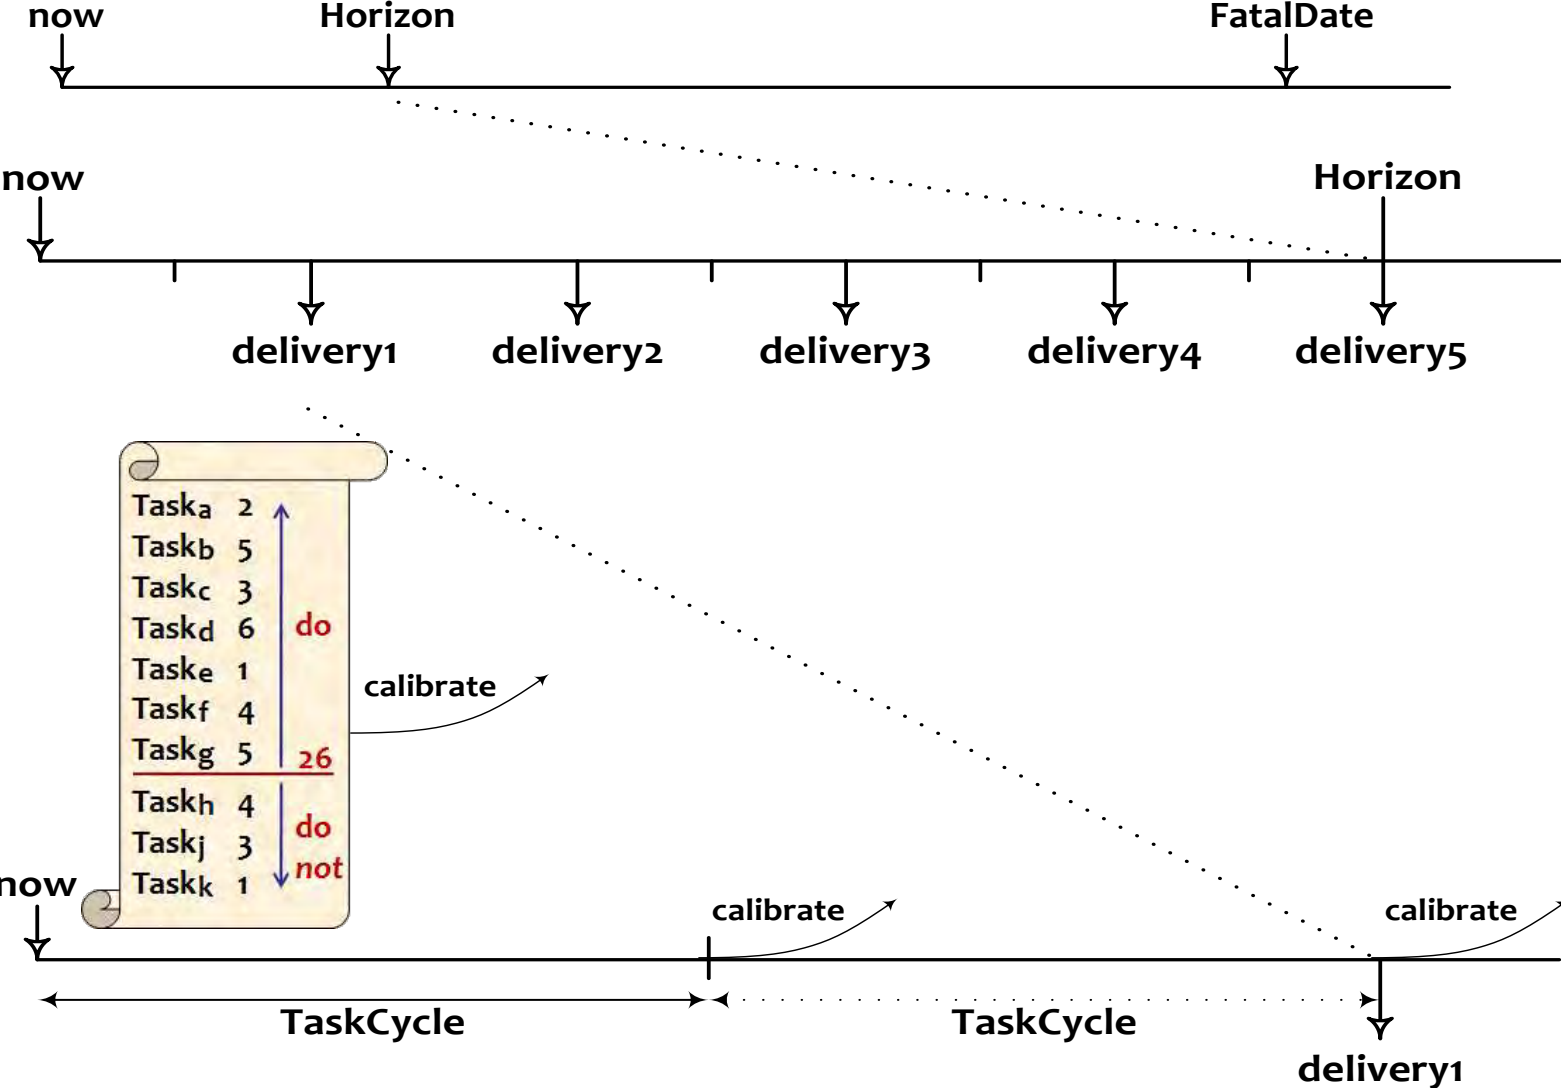 now Horizon FatalDate
now Horizon
delivery1 delivery2 delivery3 delivery4 delivery5
Taska 2
Taskb 5
Taskc 3
Taskd 6
do
Taske 1
calibrate
Taskf 4
Taskg 5 26
Taskh 4
do
Taskj 3
not
Taskk 1
now
calibrate calibrate
TaskCycle TaskCycle
delivery1